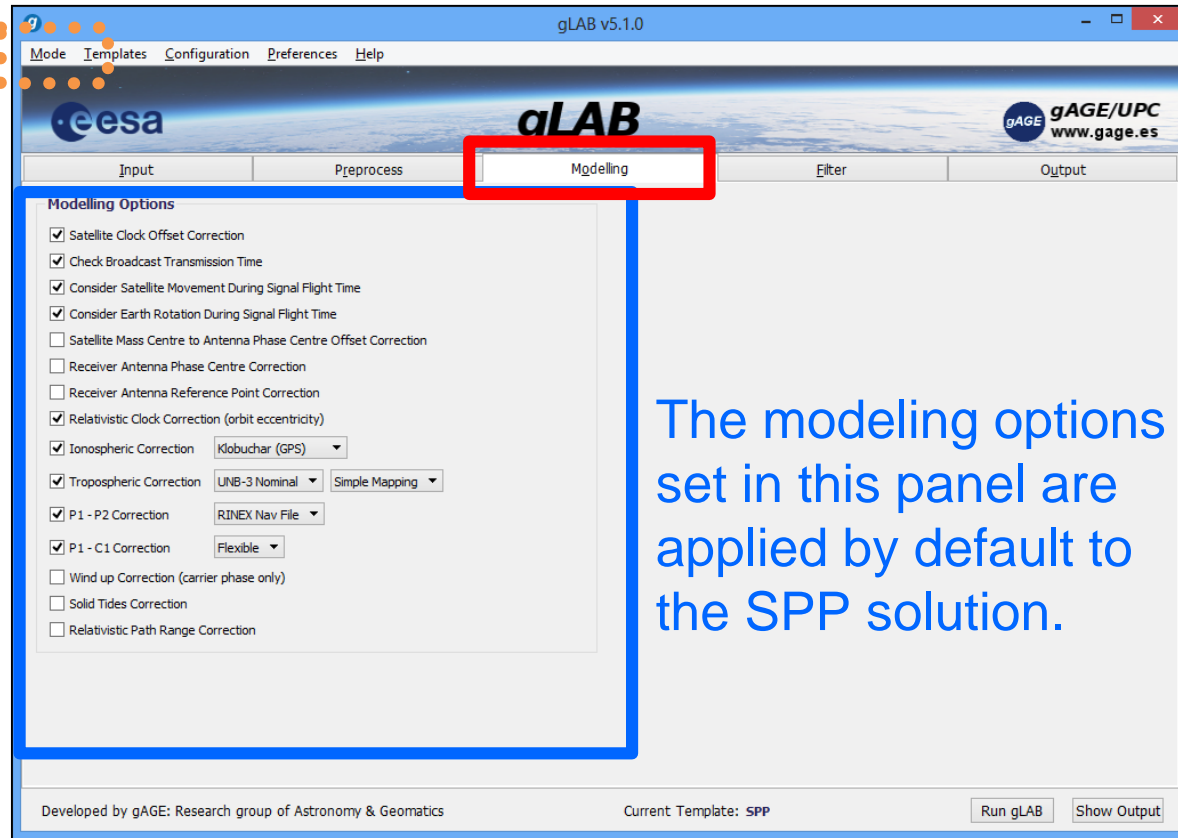 gLAB v5.1.0
Mode Templates Configuration Preferences Help
esa
gLAB
gAGE
gAGE/UPC
www.gage.es
Input Preprocess Modelling Filter Output
Modelling Options
Satellite Clock Offset Correction
Check Broadcast Transmission Time
Consider Satellite Movement During Signal Flight Time
Consider Earth Rotation During Signal Flight Time
Satellite Mass Centre to Antenna Phase Centre Offset Correction
Receiver Antenna Phase Centre Correction
Receiver Antenna Reference Point Correction
Relativistic Clock Correction (orbit eccentricity)
Ionospheric Correction Klobuchar (GPS)
Tropospheric Correction UNB-3 Nominal Simple Mapping
P1 - P2 Correction RINEX Nav File
P1 - C1 Correction Flexible
Wind up Correction (carrier phase only)
Solid Tides Correction
Relativistic Path Range Correction
The modeling options
set in this panel are
applied by default to
the SPP solution.
Developed by gAGE: Research group of Astronomy & Geomatics Current Template: SPP Run gLAB Show Output